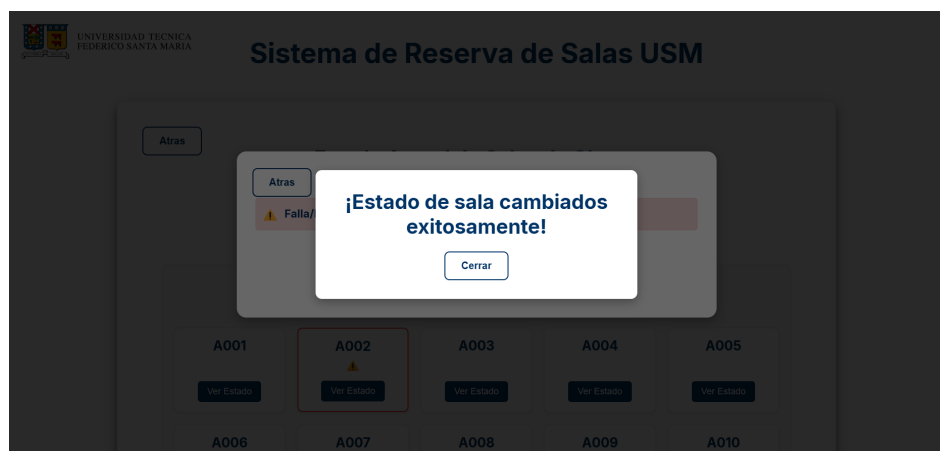 UNIVERSIDAD TECNICA
FEDERICO SANTA MARIA
Sistema de Reserva de Salas USM
Atras
Atras
Falla/
¡Estado de sala cambiados
exitosamente!
Cerrar
A001
A002
A003
A004
A005
Ver Estado
Ver Estado
Ver Estado
Ver Estado
Ver Estado
A006
A007
A008
A009
A010